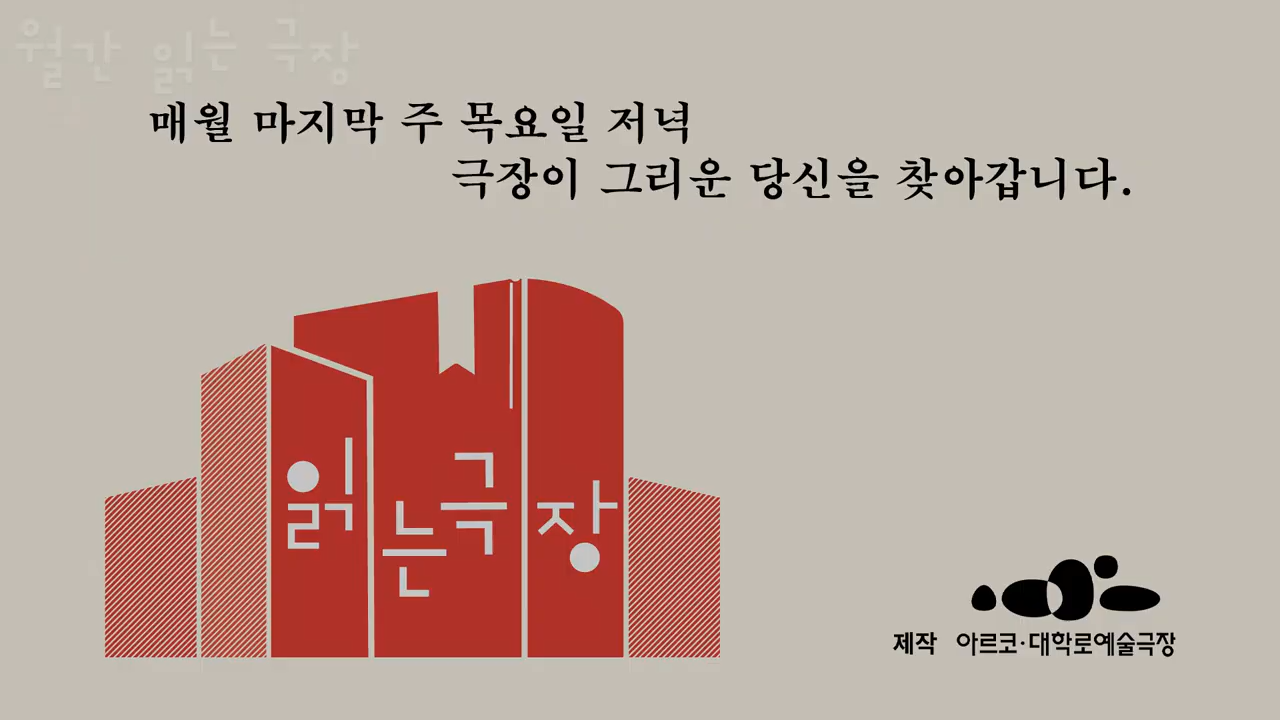 월간 읽는 극장
매월 마지막 주 목요일 저녁
극장이 그리운 당신을 찾아갑니다.
읽는극장
제작 아르코·대학로예술극장